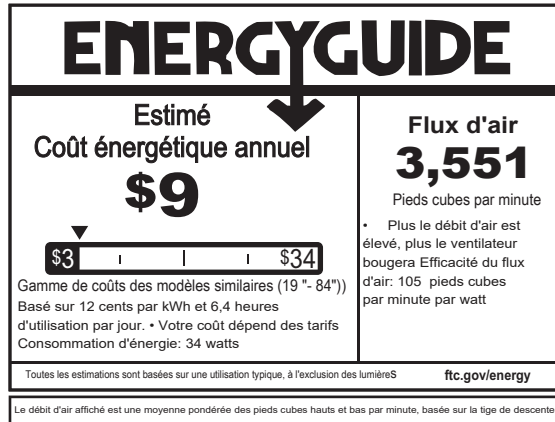 ENERGYGUIDE
Estimé
Coût énergétique annuel
$9
$3
$34
Gamme de coûts des modèles similaires (19 "- 84"))
Basé sur 12 cents par kWh et 6,4 heures
d'utilisation par jour. • Votre coût dépend des tarifs
Consommation d'énergie: 34 watts
Flux d'air
3,551
Pieds cubes par minute
• Plus le débit d'air est
élevé, plus le ventilateur
bougera Efficacité du flux
d'air: 105 pieds cubes
par minute par watt
Toutes les estimations sont basées sur une utilisation typique, à l'exclusion des lumièreS
ftc.gov/energy
Le débit d'air affiché est une moyenne pondérée des pieds cubes hauts et bas par minute, basée sur la tige de descente